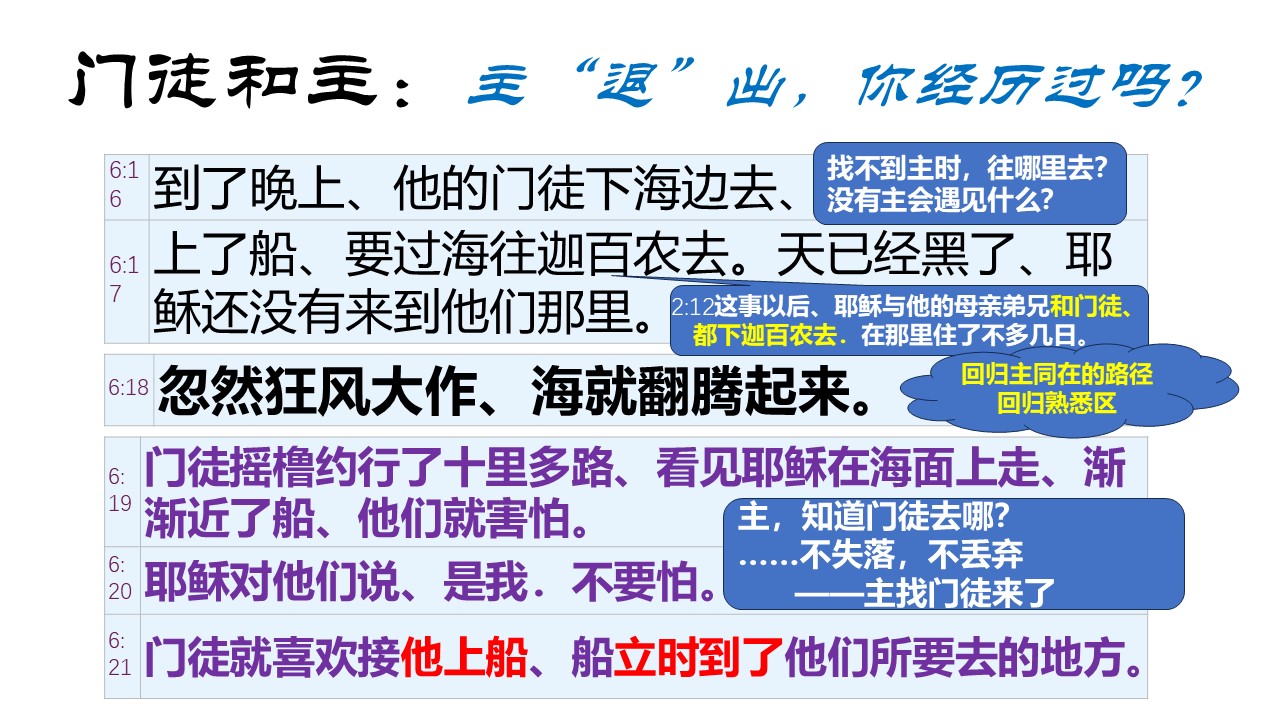 门徒和主：主“退”出，你经历过吗？
6:1
6
到了晚上、他的门徒下海边去、
找不到主时，往哪里去？
没有主会遇见什么？
6:1
7
上了船、要过海往迦百农去。天已经黑了、耶
稣还没有来到他们那里。
2:12这事以后、耶稣与他的母亲弟兄和门徒、
都下迦百农去．在那里住了不多几日。
6:18
忽然狂风大作、海就翻腾起来。
回归主同在的路径
回归熟悉区
6:
19
门徒摇橹约行了十里多路、看见耶稣在海面上走、渐
渐近了船、他们就害怕。
主，知道门徒去哪？
……不失落，不丢弃
——主找门徒来了
6:
20
耶稣对他们说、是我．不要怕。
6:
21
门徒就喜欢接他上船、船立时到了他们所要去的地方。